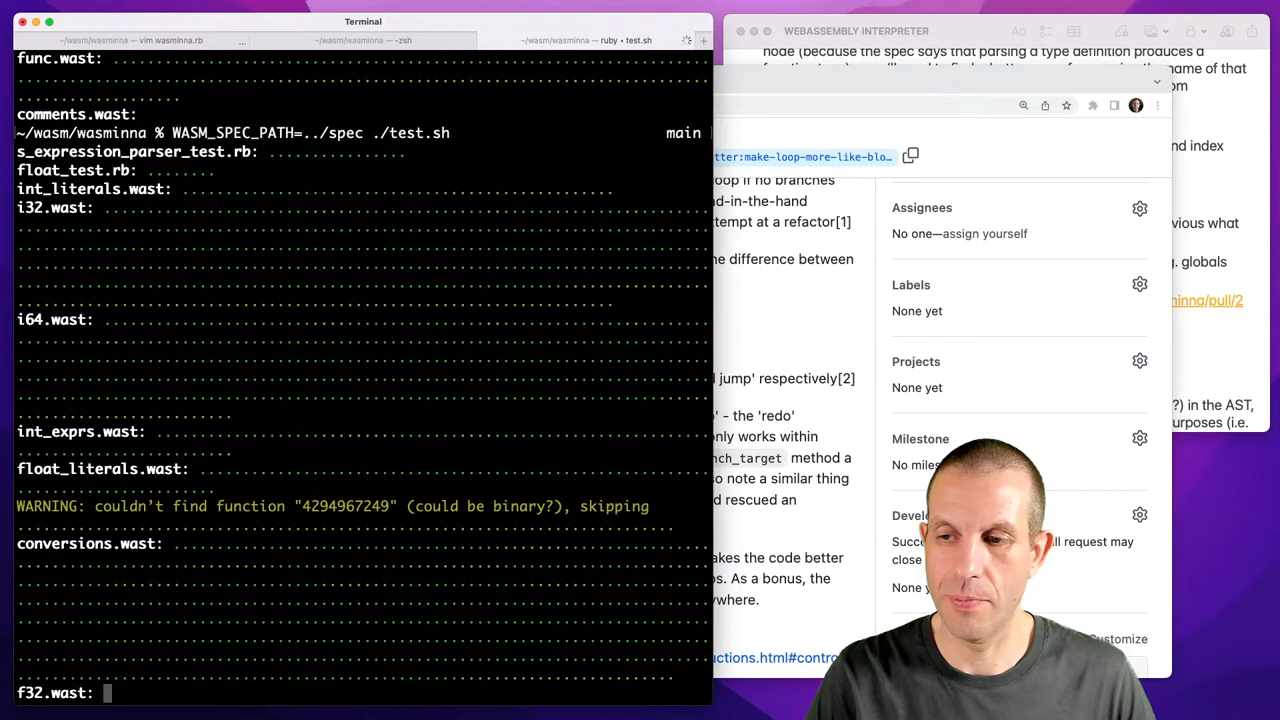 Terminal
~/wasm/wasminna — vim wasminna.rb ...
~/wasm/wasminna — -zsh
~/wasm/wasminna — ruby • test.sh
func.wast:
comments.wast:
~/wasm/wasminna % WASM_SPEC_PATH=../spec ./test.sh main
s_expression_parser_test.rb:
float_test.rb:
int_literals.wast:
i32.wast:
i64.wast:
int_exprs.wast:
float_literals.wast:
WARNING: couldn’t find function "4294967249" (could be binary?), skipping
conversions.wast:
f32.wast:
WEBASSEMBLY INTERPRETER
node (because the spec says that parsing a type definition produces a
name of that
om
nd index
vious what
g. globals
ninna/pull/2
?) in the AST,
urposes (i.e.
tter:make-loop-more-like-blo…
oop if no branches
nd-in-the-hand
ttempt at a refactor[1]
ne difference between
l jump' respectively[2]
o' - the 'redo'
only works within
nch_target method a
so note a similar thing
d rescued an
akes the code better
ps. As a bonus, the
ywhere.
uctions.html#contro
Assignees
No one—assign yourself
Labels
None yet
Projects
None yet
Milestone
No miles
Develo
Succe ll request may
close
None y
Customize